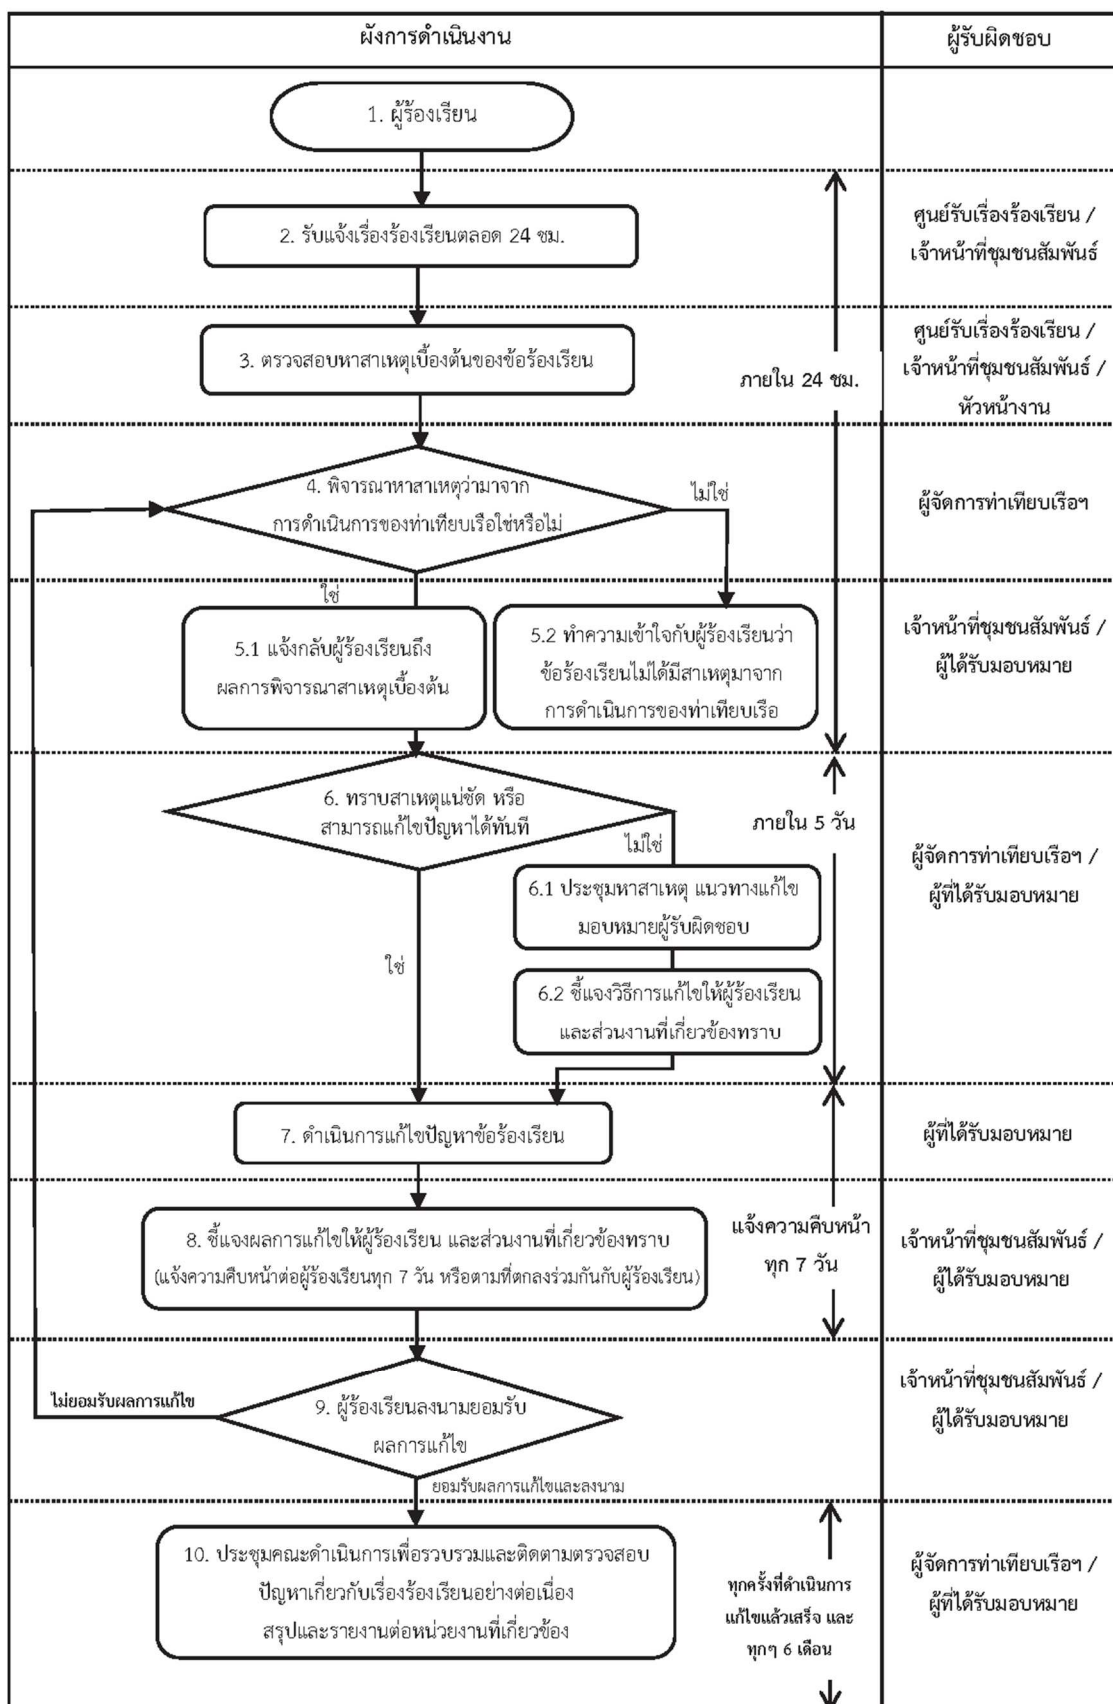 ผังการดำเนินงาน
ผู้รับผิดชอบ
1. ผู้ร้องเรียน
2. รับแจ้งเรื่องร้องเรียนตลอด 24 ชม.
ศูนย์รับเรื่องร้องเรียน /
เจ้าหน้าที่ชุมชนสัมพันธ์
3. ตรวจสอบหาสาเหตุเบื้องต้นของข้อร้องเรียน
ภายใน 24 ชม.
ศูนย์รับเรื่องร้องเรียน /
เจ้าหน้าที่ชุมชนสัมพันธ์ /
หัวหน้างาน
4. พิจารณาหาสาเหตุว่ามาจาก
การดำเนินการของท่าเทียบเรือใช่หรือไม่
ไม่ใช่
ผู้จัดการท่าเทียบเรือฯ
ใช่
5.1 แจ้งกลับผู้ร้องเรียนถึง
ผลการพิจารณาสาเหตุเบื้องต้น
5.2 ทำความเข้าใจกับผู้ร้องเรียนว่า
ข้อร้องเรียนไม่ได้มีสาเหตุมาจาก
การดำเนินการของท่าเทียบเรือ
เจ้าหน้าที่ชุมชนสัมพันธ์ /
ผู้ได้รับมอบหมาย
6. ทราบสาเหตุแน่ชัด หรือ
สามารถแก้ไขปัญหาได้ทันที
ภายใน 5 วัน
ไม่ใช่
ผู้จัดการท่าเทียบเรือฯ /
ผู้ที่ได้รับมอบหมาย
6.1 ประชุมหาสาเหตุ แนวทางแก้ไข
มอบหมายผู้รับผิดชอบ
ใช่
6.2 ชี้แจงวิธีการแก้ไขให้ผู้ร้องเรียน
และส่วนงานที่เกี่ยวข้องทราบ
7. ดำเนินการแก้ไขปัญหาข้อร้องเรียน
ผู้ที่ได้รับมอบหมาย
8. ชี้แจงผลการแก้ไขให้ผู้ร้องเรียน และส่วนงานที่เกี่ยวข้องทราบ
(แจ้งความคืบหน้าต่อผู้ร้องเรียนทุก 7 วัน หรือตามที่ตกลงร่วมกันกับผู้ร้องเรียน)
แจ้งความคืบหน้า
ทุก 7 วัน
เจ้าหน้าที่ชุมชนสัมพันธ์ /
ผู้ได้รับมอบหมาย
ไม่ยอมรับผลการแก้ไข
9. ผู้ร้องเรียนลงนามยอมรับ
ผลการแก้ไข
เจ้าหน้าที่ชุมชนสัมพันธ์ /
ผู้ได้รับมอบหมาย
ยอมรับผลการแก้ไขและลงนาม
10. ประชุมคณะดำเนินการเพื่อรวบรวมและติดตามตรวจสอบ
ปัญหาเกี่ยวกับเรื่องร้องเรียนอย่างต่อเนื่อง
สรุปและรายงานต่อหน่วยงานที่เกี่ยวข้อง
ทุกครั้งที่ดำเนินการ
แก้ไขแล้วเสร็จ และ
ทุกๆ 6 เดือน
ผู้จัดการท่าเทียบเรือฯ /
ผู้ที่ได้รับมอบหมาย